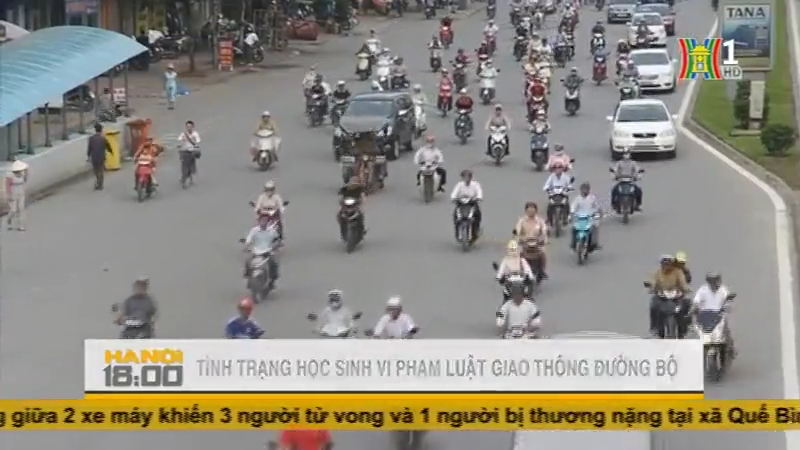 TANA
1
HD
HANỘI
18:00
TÌNH TRẠNG HỌC SINH VI PHẠM LUẬT GIAO THÔNG ĐƯỜNG BỘ
g giữa 2 xe máy khiến 3 người tử vong và 1 người bị thương nặng tại xã Quế Bìn